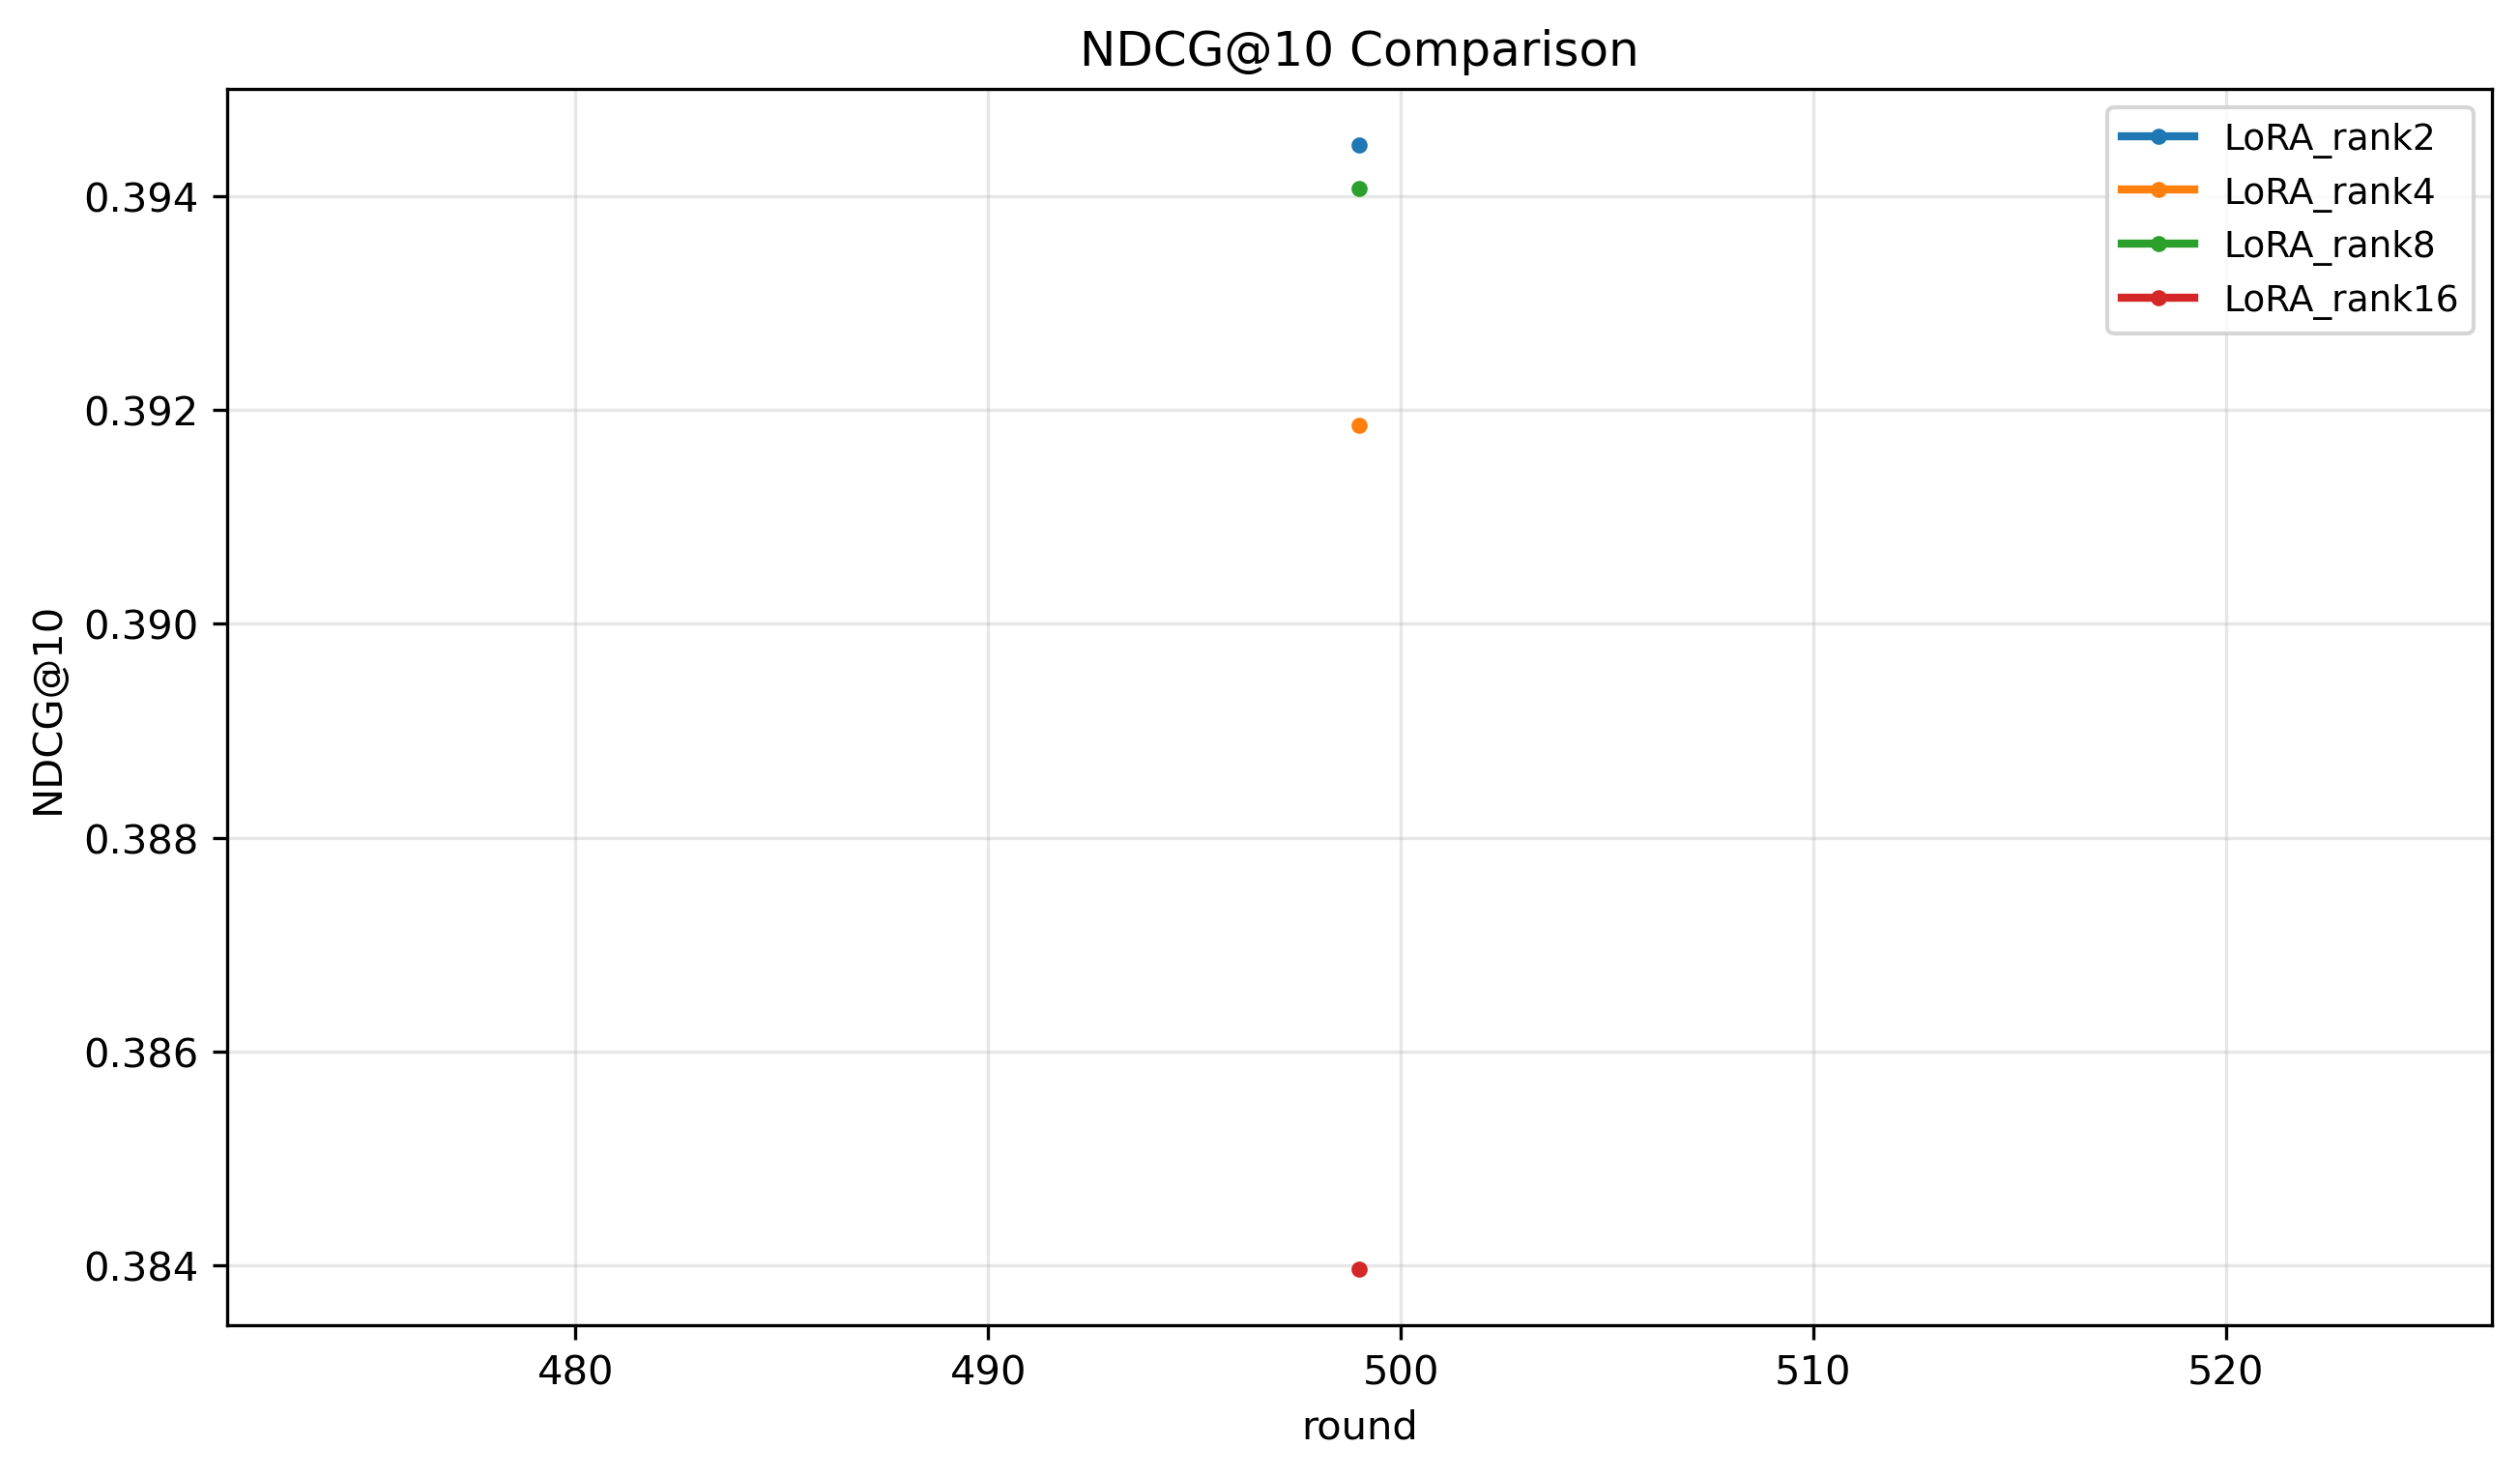 NDCG@10 Comparison
LoRA_rank2
LoRA_rank4
LoRA_rank8
LoRA_rank16
NDCG@10
0.394
0.392
0.390
0.388
0.386
0.384
480 490 500 510 520
round